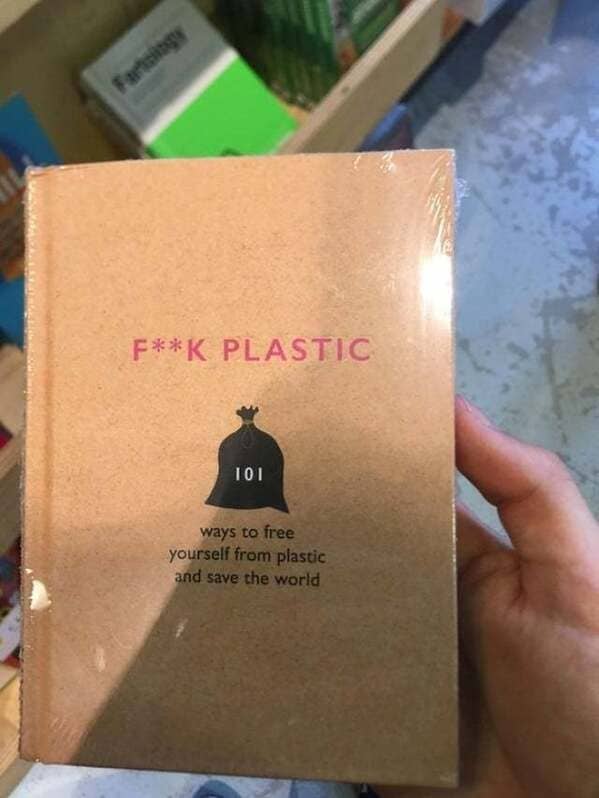 Fartology
F**K PLASTIC
101
ways to free
yourself from plastic
and save the world